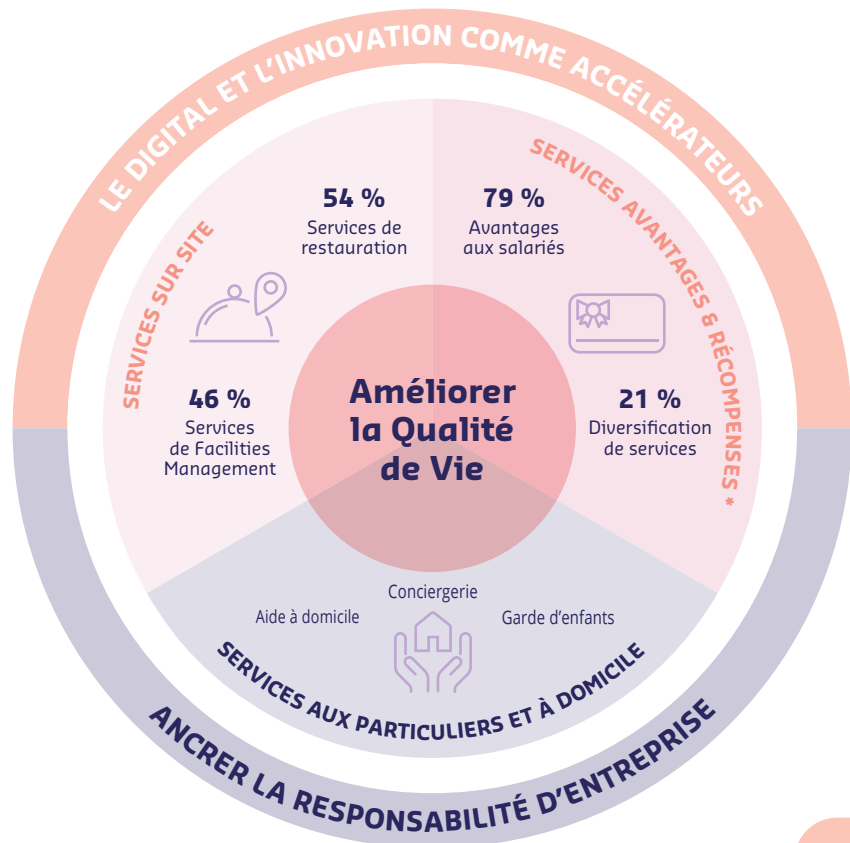 LE DIGITAL ET L'INNOVATION COMME ACCÉLÉRATEURS
SERVICES SUR SITE
54 %
Services de
restauration
46 %
Services
de Facilities
Management
SERVICES AVANTAGES & RÉCOMPENSES *
79 %
Avantages
aux salariés
21 %
Diversification
de services
Améliorer
la Qualité
de Vie
Conciergerie
Aide à domicile
Garde d'enfants
SERVICES AUX PARTICULIERS ET À DOMICILE
ANCRER LA RESPONSABILITÉ D'ENTREPRISE